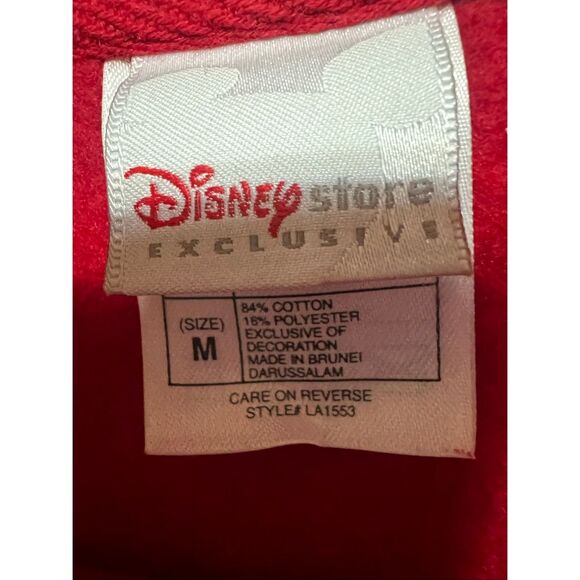 Disney store
EXCLUSIVE
(SIZE)
M
84% COTTON
16% POLYESTER
EXCLUSIVE OF
DECORATION
MADE IN BRUNEI
DARUSSALAM
CARE ON REVERSE
STYLE# LA1553